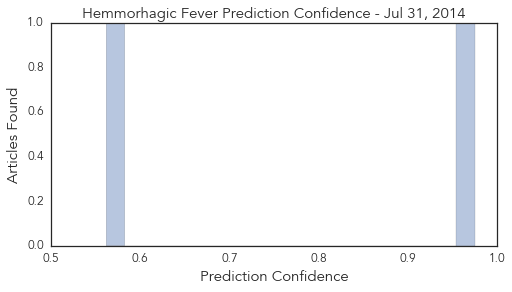 Hemmorhagic Fever Prediction Confidence - Jul 31, 2014
1.0
0.8
0.6
0.4
0.2
0.0
Articles Found
0.5 0.6 0.7 0.8 0.9 1.0
Prediction Confidence